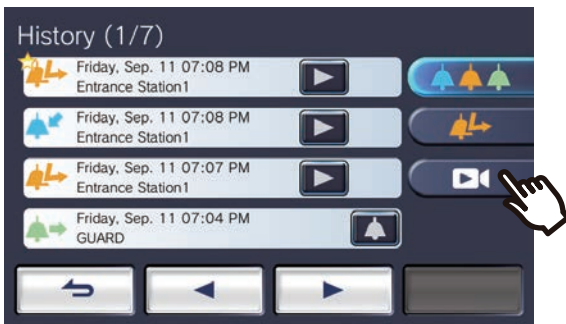 History (1/7)
Friday, Sep. 11 07:08 PM
Entrance Station1
Friday, Sep. 11 07:08 PM
Entrance Station1
Friday, Sep. 11 07:07 PM
Entrance Station1
Friday, Sep. 11 07:04 PM
GUARD